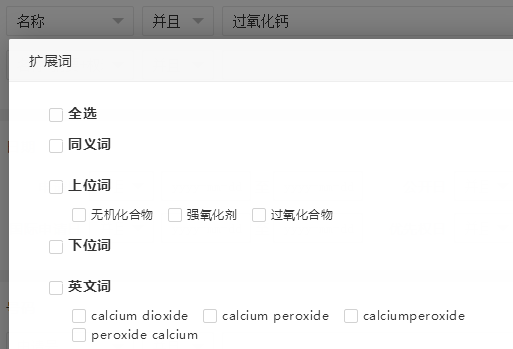 名称 并且 过氧化钙
扩展词
全选
同义词
上位词
无机化合物 强氧化剂 过氧化合物
下位词
英文词
calcium dioxide calcium peroxide calciumperoxide
peroxide calcium